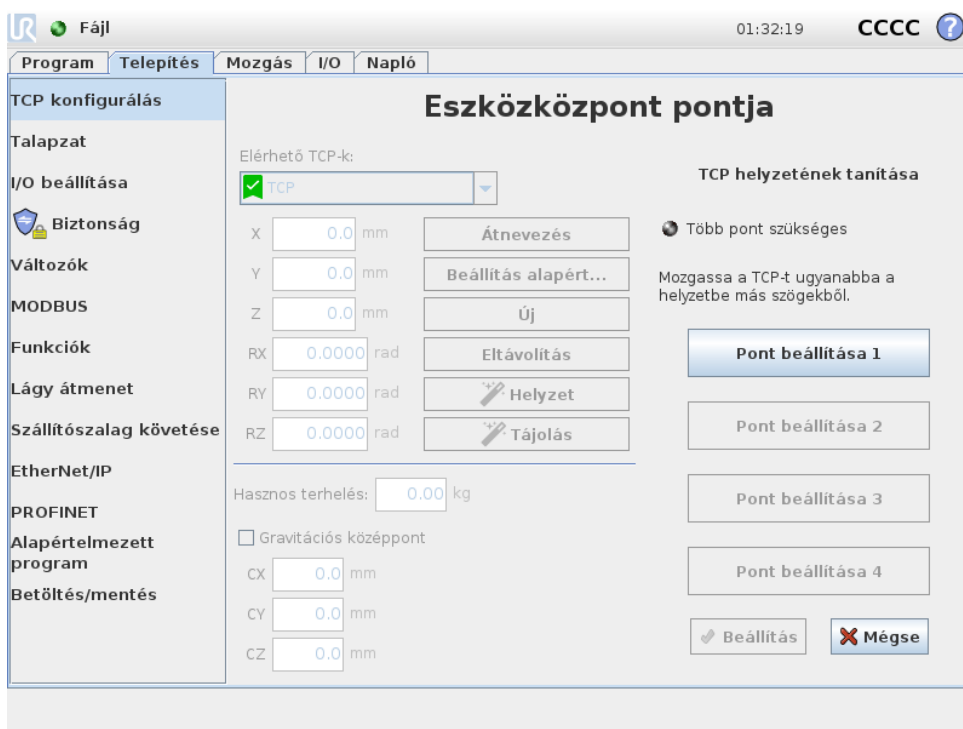 UR Fájl 01:32:19 CCCC ?
Program Telepítés Mozgás I/O Napló
TCP konfigurálás
Talapzat
I/O beállítása
Biztonság
Változók
MODBUS
Funkciók
Lágy átmenet
Szállítószalag követése
EtherNet/IP
PROFINET
Alapértelmezett
program
Betöltés/mentés
Eszközközpont pontja
Elérhető TCP-k:
TCP
X 0.0 mm Átnevezés
Y 0.0 mm Beállítás alapért...
Z 0.0 mm Új
RX 0.0000 rad Eltávolítás
RY 0.0000 rad Helyzet
RZ 0.0000 rad Tájolás
Hasznos terhelés: 0.00 kg
Gravitációs középpont
CX 0.0 mm
CY 0.0 mm
CZ 0.0 mm
TCP helyzetének tanítása
Több pont szükséges
Mozgassa a TCP-t ugyanabba a
helyzetbe más szögekből.
Pont beállítása 1
Pont beállítása 2
Pont beállítása 3
Pont beállítása 4
Beállítás Mégse